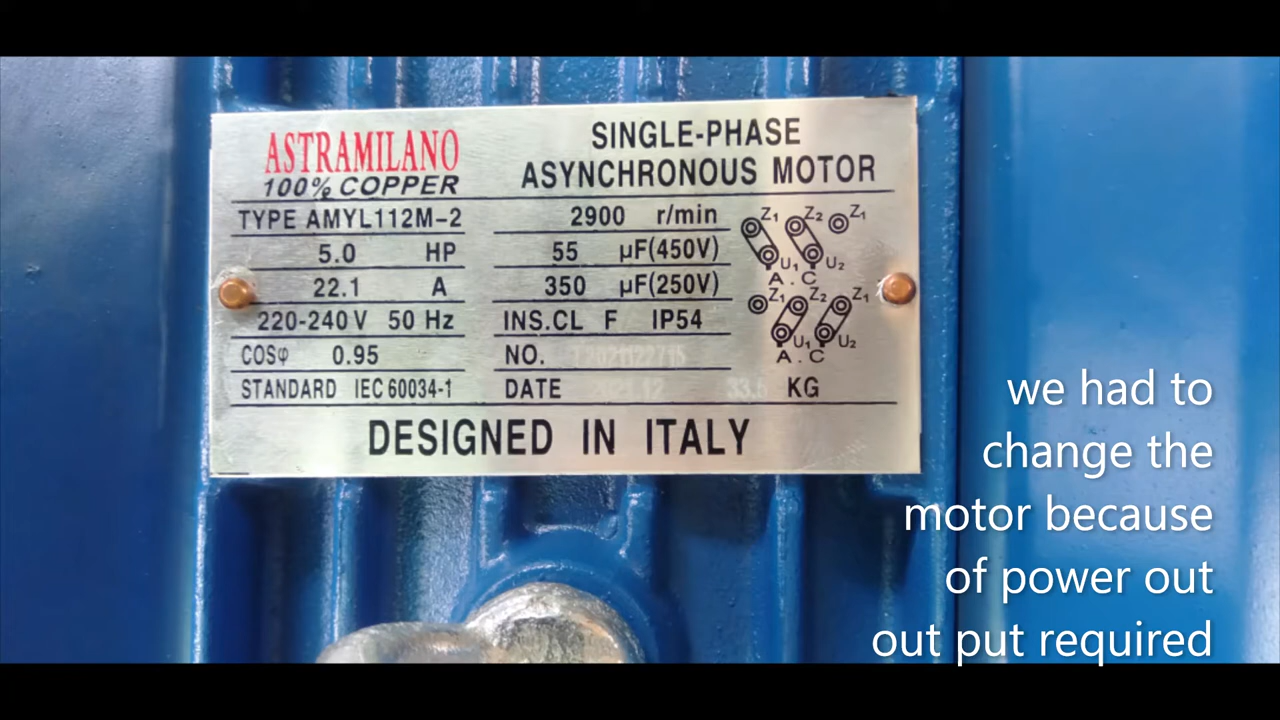 ASTRAMILANO
100% COPPER
SINGLE-PHASE
ASYNCHRONOUS MOTOR
TYPE AMYL112M-2
2900 r/min
5.0 HP
55 µF(450V)
22.1 A
350 µF(250V)
220-240V 50 Hz
INS.CL F IP54
COSφ 0.95
NO.
STANDARD IEC 60034-1
DATE KG
DESIGNED IN ITALY
Z1 Z2 Z1
U1 U2
A.C
Z1 Z2 Z1
U1 U2
A.C
we had to
change the
motor because
of power out
out put required